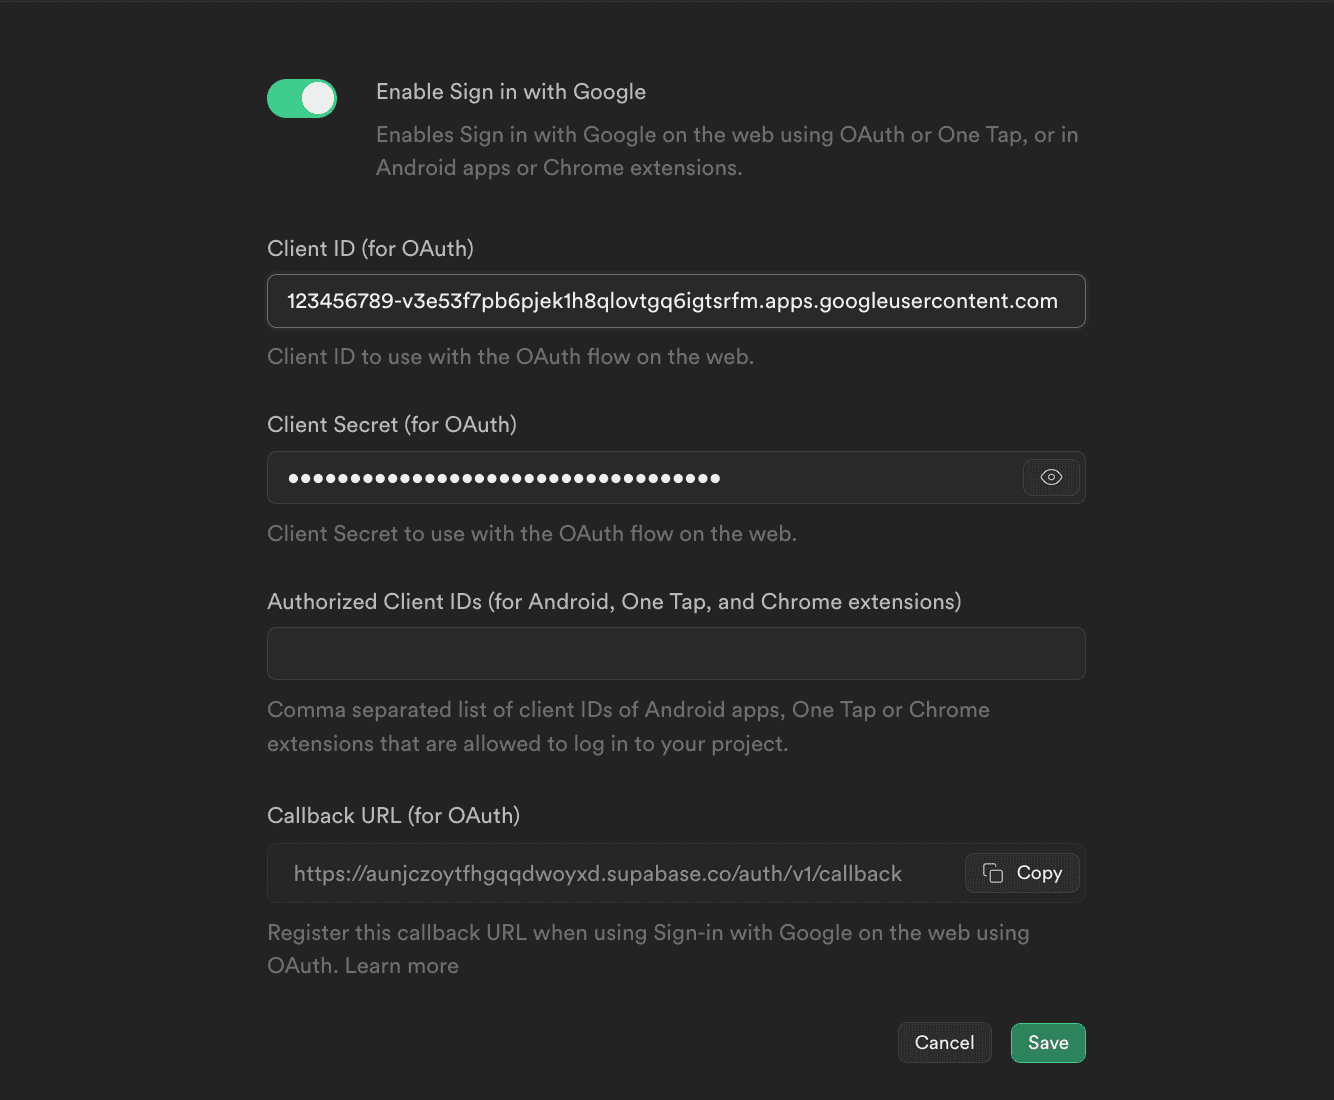 Enable Sign in with Google
Enables Sign in with Google on the web using OAuth or One Tap, or in
Android apps or Chrome extensions.
Client ID (for OAuth)
123456789-v3e53f7pb6pjek1h8qlovtgq6igtsrfm.apps.googleusercontent.com
Client ID to use with the OAuth flow on the web.
Client Secret (for OAuth)
•••••••••••••••••••••••••••••••••••
Client Secret to use with the OAuth flow on the web.
Authorized Client IDs (for Android, One Tap, and Chrome extensions)
Comma separated list of client IDs of Android apps, One Tap or Chrome
extensions that are allowed to log in to your project.
Callback URL (for OAuth)
https://aunjczoytfhgqqdwoyxd.supabase.co/auth/v1/callback
Copy
Register this callback URL when using Sign-in with Google on the web using
OAuth. Learn more
Cancel
Save